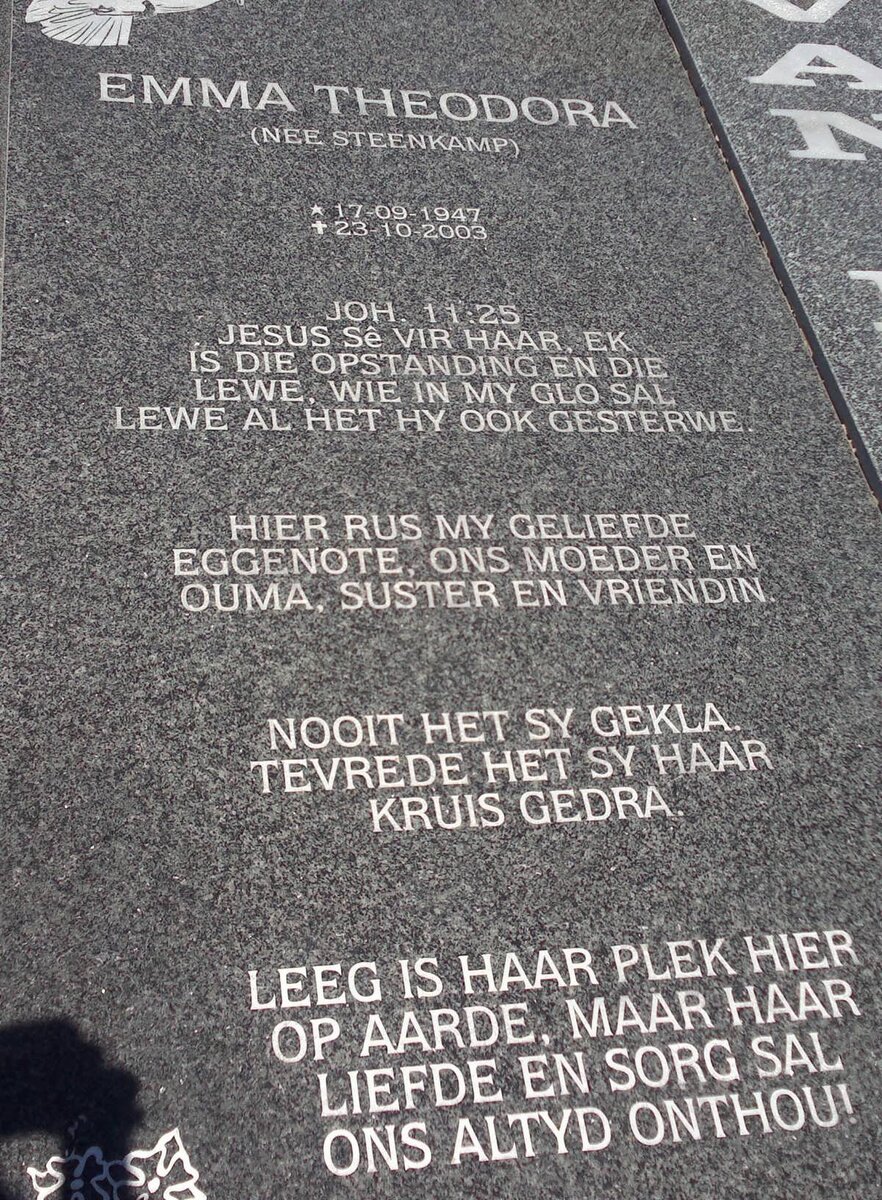 EMMA THEODORA
(NEE STEENKAMP)
★ 17-09-1947
✝ 23-10-2003
JOH. 11:25
, JESUS Sê VIR HAAR, EK
IS DIE OPSTANDING EN DIE
LEWE, WIE IN MY GLO SAL
LEWE AL HET HY OOK GESTERWE.
HIER RUS MY GELIEFDE
EGGENOTE, ONS MOEDER EN
OUMA, SUSTER EN VRIENDIN.
NOOIT HET SY GEKLA.
TEVREDE HET SY HAAR
KRUIS GEDRA.
LEEG IS HAAR PLEK HIER
OP AARDE, MAAR HAAR
LIEFDE EN SORG SAL
ONS ALTYD ONTHOU!
VAN